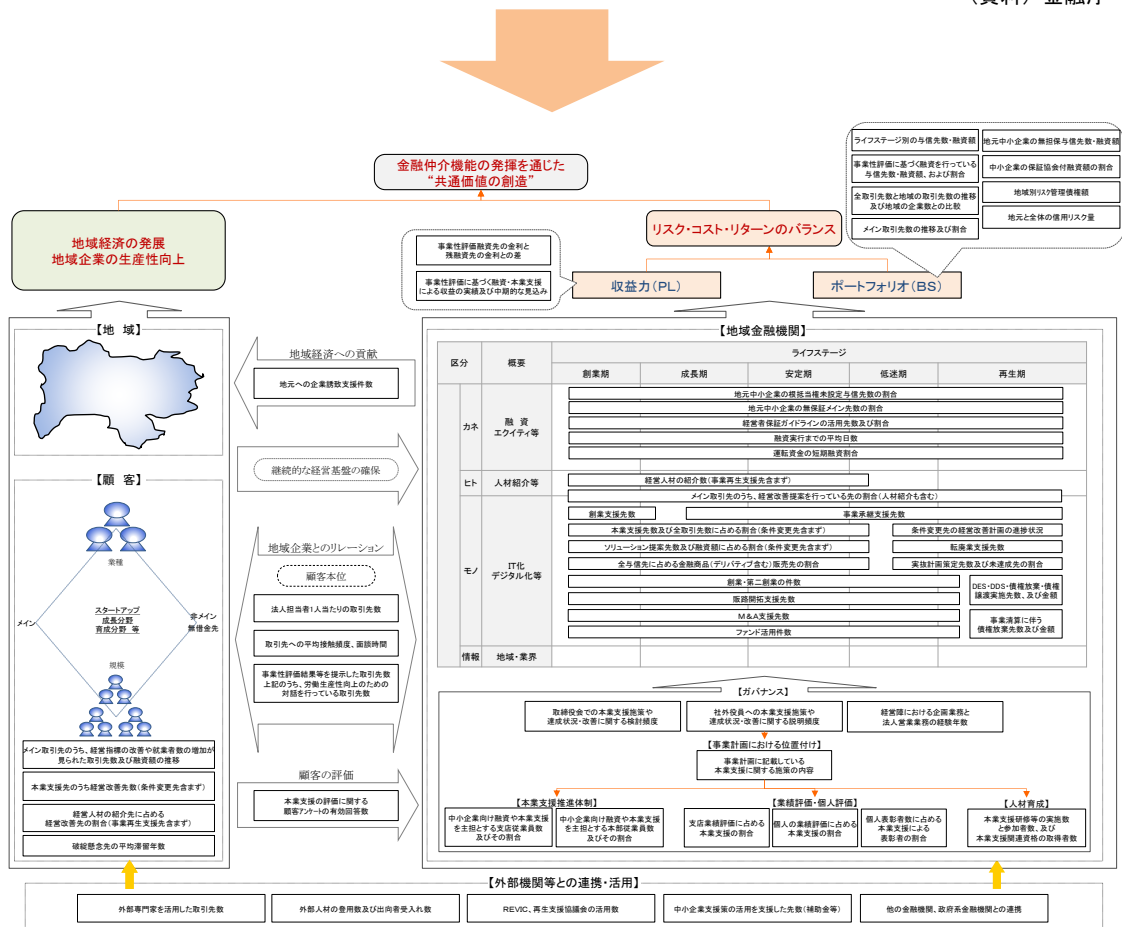 （資料）金融庁
金融仲介機能の発揮を通じた
“共通価値の創造”
地域経済の発展
地域企業の生産性向上
リスク・コスト・リターンのバランス
収益力(PL)
ポートフォリオ(BS)
事業性評価融資先の金利と
残融資先の金利との差
事業性評価に基づく融資・本業支援
による収益の実績及び中期的な見込み
ライフステージ別の与信先数・融資額
事業性評価に基づく融資を行っている
与信先数・融資額、および割合
全取引先数と地域の取引先数の推移
及び地域の企業数との比較
メイン取引先数の推移及び割合
地元中小企業の無担保与信先数・融資額
中小企業の保証協会付融資額の割合
地域別リスク管理債権額
地元と全体の信用リスク量
【地 域】
【顧 客】
業種
メイン
スタートアップ
成長分野
育成分野 等
非メイン
無借金先
規模
メイン取引先のうち、経営指標の改善や就業者数の増加が
見られた取引先数及び融資額の推移
本業支援先のうち経営改善先数(条件変更先含まず)
経営人材の紹介先に占める
経営改善先の割合(事業再生支援先含まず)
破綻懸念先の平均滞留年数
地域経済への貢献
地元への企業誘致支援件数
継続的な経営基盤の確保
地域企業とのリレーション
顧客本位
法人担当者1人当たりの取引先数
取引先への平均接触頻度、面談時間
事業性評価結果等を提示した取引先数
上記のうち、労働生産性向上のための
対話を行っている取引先数
顧客の評価
本業支援の評価に関する
顧客アンケートの有効回答数
【地域金融機関】
区分
概要
ライフステージ
創業期
成長期
安定期
低迷期
再生期
カネ
融 資
エクイティ等
地元中小企業の根抵当権未設定与信先数の割合
地元中小企業の無保証メイン先数の割合
経営者保証ガイドラインの活用先数及び割合
融資実行までの平均日数
運転資金の短期融資割合
ヒト
人材紹介等
経営人材の紹介数(事業再生支援先含まず)
メイン取引先のうち、経営改善提案を行っている先の割合(人材紹介も含む)
モノ
IT化
デジタル化等
創業支援先数
事業承継支援先数
本業支援先数及び全取引先数に占める割合(条件変更先含まず)
条件変更先の経営改善計画の進捗状況
ソリューション提案先数及び融資額に占める割合(条件変更先含まず)
転廃業支援先数
全与信先に占める金融商品(デリバティブ含む)販売先の割合
実抜計画策定先数及び未達成先の割合
創業・第二創業の件数
販路開拓支援先数
M&A支援先数
ファンド活用件数
DES・DDS・債権放棄・債権
譲渡実施先数、及び金額
事業清算に伴う
債権放棄先数及び金額
情報
地域・業界
【ガバナンス】
取締役会での本業支援施策や
達成状況・改善に関する検討頻度
社外役員への本業支援施策や
達成状況・改善に関する説明頻度
経営陣における企画業務と
法人営業業務の経験年数
【事業計画における位置付け】
事業計画に記載している
本業支援に関する施策の内容
【本業支援推進体制】
中小企業向け融資や本業支援
を主担とする支店従業員数
及びその割合
中小企業向け融資や本業支援
を主担とする本部従業員数
及びその割合
【業績評価・個人評価】
支店業績評価に占める
本業支援の割合
個人の業績評価に占める
本業支援の割合
個人表彰者数に占める
本業支援による
表彰者の割合
【人材育成】
本業支援研修等の実施数
と参加者数、及び
本業支援関連資格の取得者数
【外部機関等との連携・活用】
外部専門家を活用した取引先数
外部人材の登用数及び出向者受入れ数
REVIC、再生支援協議会の活用数
中小企業支援策の活用を支援した先数(補助金等)
他の金融機関、政府系金融機関との連携